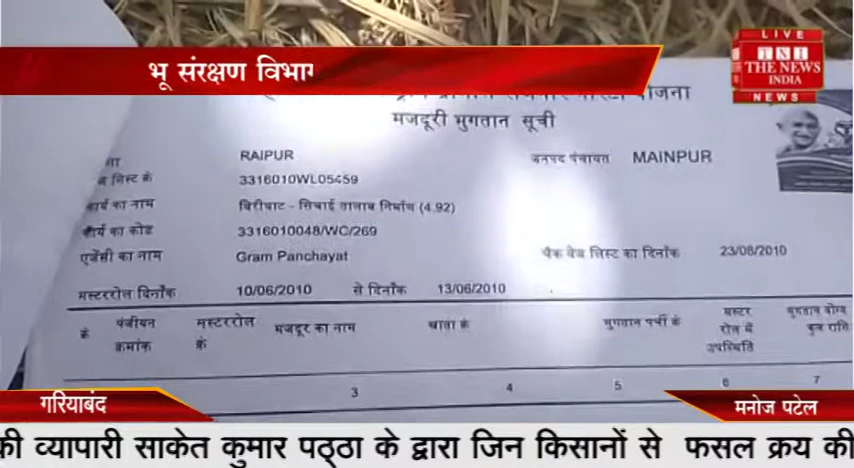 LIVE
TNI
THE NEWS
INDIA
NEWS
भू संरक्षण विभाग
योजना
मजदूरी भुगतान सूची
RAIPUR
जनपद पंचायत MAINPUR
लिस्ट क्रं 3316010WL05459
कार्य का नाम बिरीघाट - सिंचाई तालाब निर्माण (4.92)
कार्य का कोड 3316010048/WC/269
एजेंसी का नाम Gram Panchayat
लिस्ट का दिनाँक 23/08/2010
मस्टररोल दिनाँक 10/06/2010 से दिनाँक 13/06/2010
क्रं पंजीयन क्रमांक मस्टररोल क्रं मजदूर का नाम खाता क्रं भुगतान पर्ची क्रं मस्टर रोल में उपस्थिति भुगतान योग्य कुल राशि
3 4 5 6 7
गरियाबंद
मनोज पटेल
की व्यापारी साकेत कुमार पठ्ठा के द्वारा जिन किसानों से फसल क्रय की